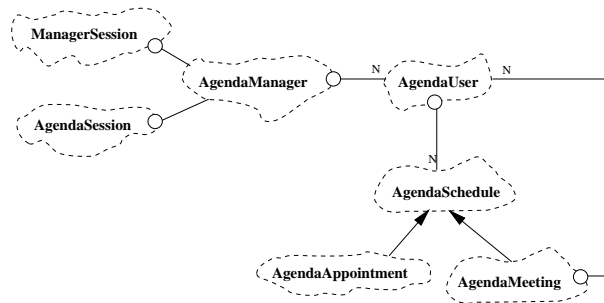 ManagerSession
AgendaManager
N
AgendaUser
N
AgendaSession
N
AgendaSchedule
AgendaAppointment
AgendaMeeting